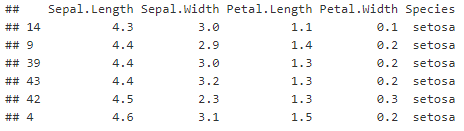 ##    Sepal.Length Sepal.Width Petal.Length Petal.Width Species
## 14          4.3         3.0          1.1         0.1  setosa
## 9           4.4         2.9          1.4         0.2  setosa
## 39          4.4         3.0          1.3         0.2  setosa
## 43          4.4         3.2          1.3         0.2  setosa
## 42          4.5         2.3          1.3         0.3  setosa
## 4           4.6         3.1          1.5         0.2  setosa